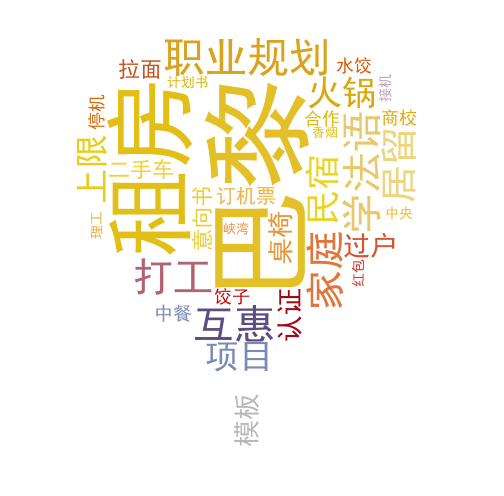 职业规划
水饺
拉面
计划书
火锅
接机
停机
租房
巴黎
合作
商校
香烟
上限
二手车
民宿
学法语
居留
书
订机票
意向
峡湾
桌椅
中央
理工
家庭
过户
打工
红包
饺子
认证
中餐
互惠
项目
模板